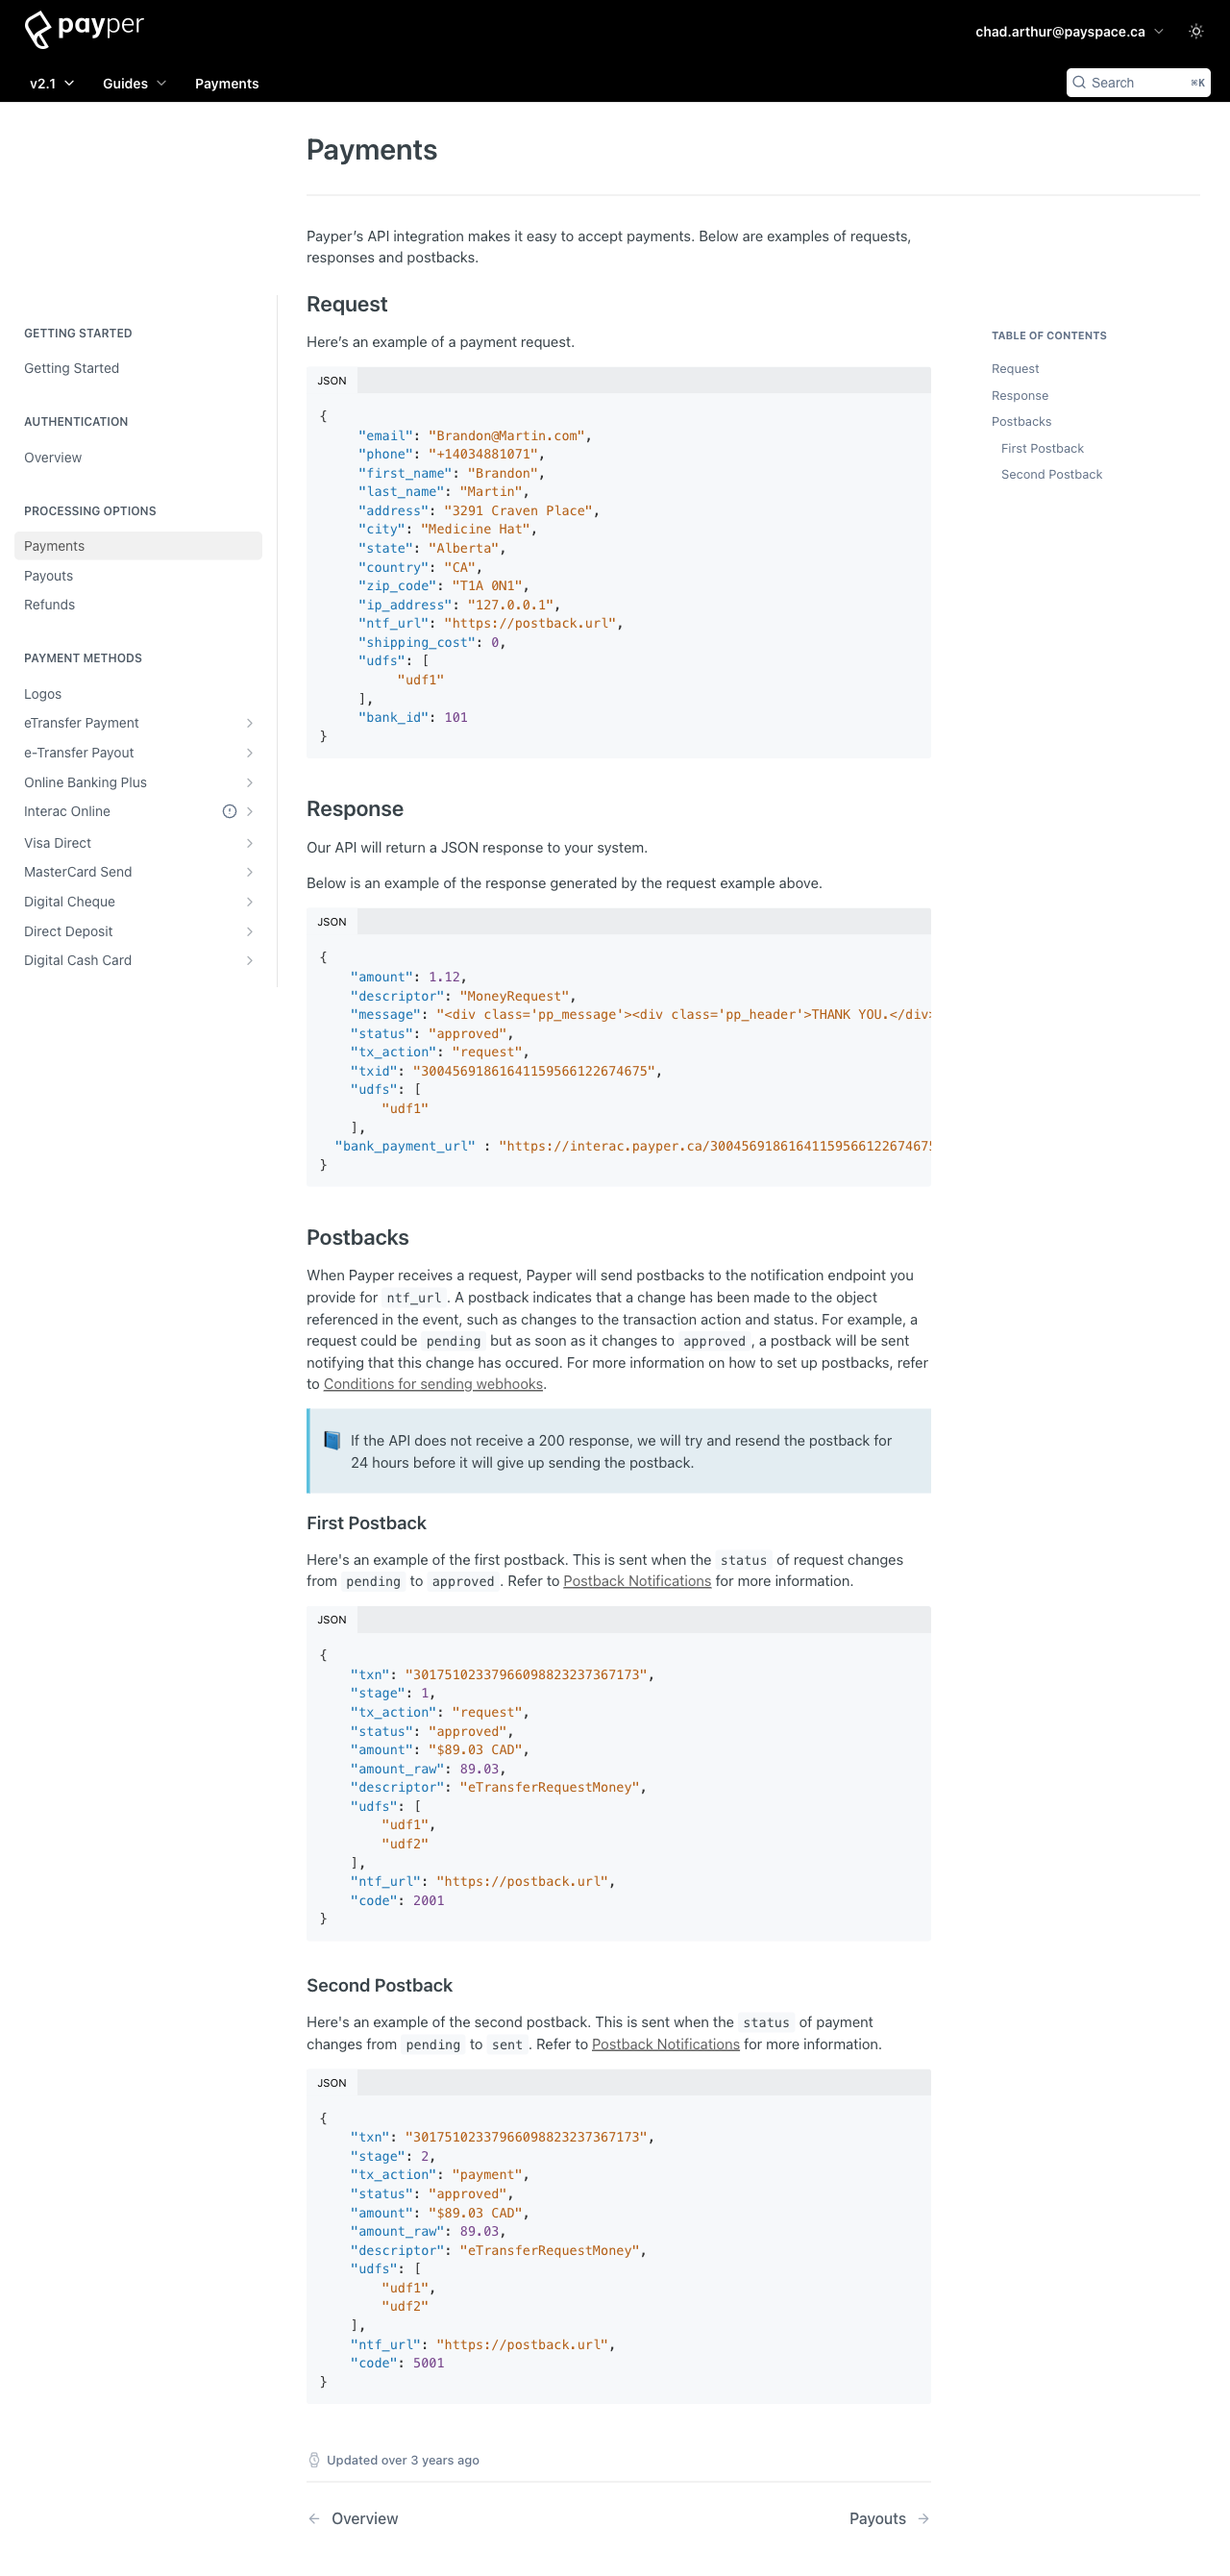 payper
chad.arthur@payspace.ca
v2.1
Guides
Payments
Search
⌘K
Payments
Payper’s API integration makes it easy to accept payments. Below are examples of requests,
responses and postbacks.
GETTING STARTED
Getting Started
AUTHENTICATION
Overview
PROCESSING OPTIONS
Payments
Payouts
Refunds
PAYMENT METHODS
Logos
eTransfer Payment
e-Transfer Payout
Online Banking Plus
Interac Online
Visa Direct
MasterCard Send
Digital Cheque
Direct Deposit
Digital Cash Card
Request
Here’s an example of a payment request.
JSON
{
"email": "Brandon@Martin.com",
"phone": "+14034881071",
"first_name": "Brandon",
"last_name": "Martin",
"address": "3291 Craven Place",
"city": "Medicine Hat",
"state": "Alberta",
"country": "CA",
"zip_code": "T1A 0N1",
"ip_address": "127.0.0.1",
"ntf_url": "https://postback.url",
"shipping_cost": 0,
"udfs": [
"udf1"
],
"bank_id": 101
}
Response
Our API will return a JSON response to your system.
Below is an example of the response generated by the request example above.
JSON
{
"amount": 1.12,
"descriptor": "MoneyRequest",
"message": "<div class='pp_message'><div class='pp_header'>THANK YOU.</div>
"status": "approved",
"tx_action": "request",
"txid": "30045691861641159566122674675",
"udfs": [
"udf1"
],
"bank_payment_url" : "https://interac.payper.ca/30045691861641159566122674675
}
Postbacks
When Payper receives a request, Payper will send postbacks to the notification endpoint you
provide for ntf_url. A postback indicates that a change has been made to the object
referenced in the event, such as changes to the transaction action and status. For example, a
request could be pending but as soon as it changes to approved, a postback will be sent
notifying that this change has occured. For more information on how to set up postbacks, refer
to Conditions for sending webhooks.
If the API does not receive a 200 response, we will try and resend the postback for
24 hours before it will give up sending the postback.
First Postback
Here's an example of the first postback. This is sent when the status of request changes
from pending to approved. Refer to Postback Notifications for more information.
JSON
{
"txn": "30175102337966098823237367173",
"stage": 1,
"tx_action": "request",
"status": "approved",
"amount": "$89.03 CAD",
"amount_raw": 89.03,
"descriptor": "eTransferRequestMoney",
"udfs": [
"udf1",
"udf2"
],
"ntf_url": "https://postback.url",
"code": 2001
}
Second Postback
Here's an example of the second postback. This is sent when the status of payment
changes from pending to sent. Refer to Postback Notifications for more information.
JSON
{
"txn": "30175102337966098823237367173",
"stage": 2,
"tx_action": "payment",
"status": "approved",
"amount": "$89.03 CAD",
"amount_raw": 89.03,
"descriptor": "eTransferRequestMoney",
"udfs": [
"udf1",
"udf2"
],
"ntf_url": "https://postback.url",
"code": 5001
}
Updated over 3 years ago
← Overview
Payouts →
TABLE OF CONTENTS
Request
Response
Postbacks
First Postback
Second Postback